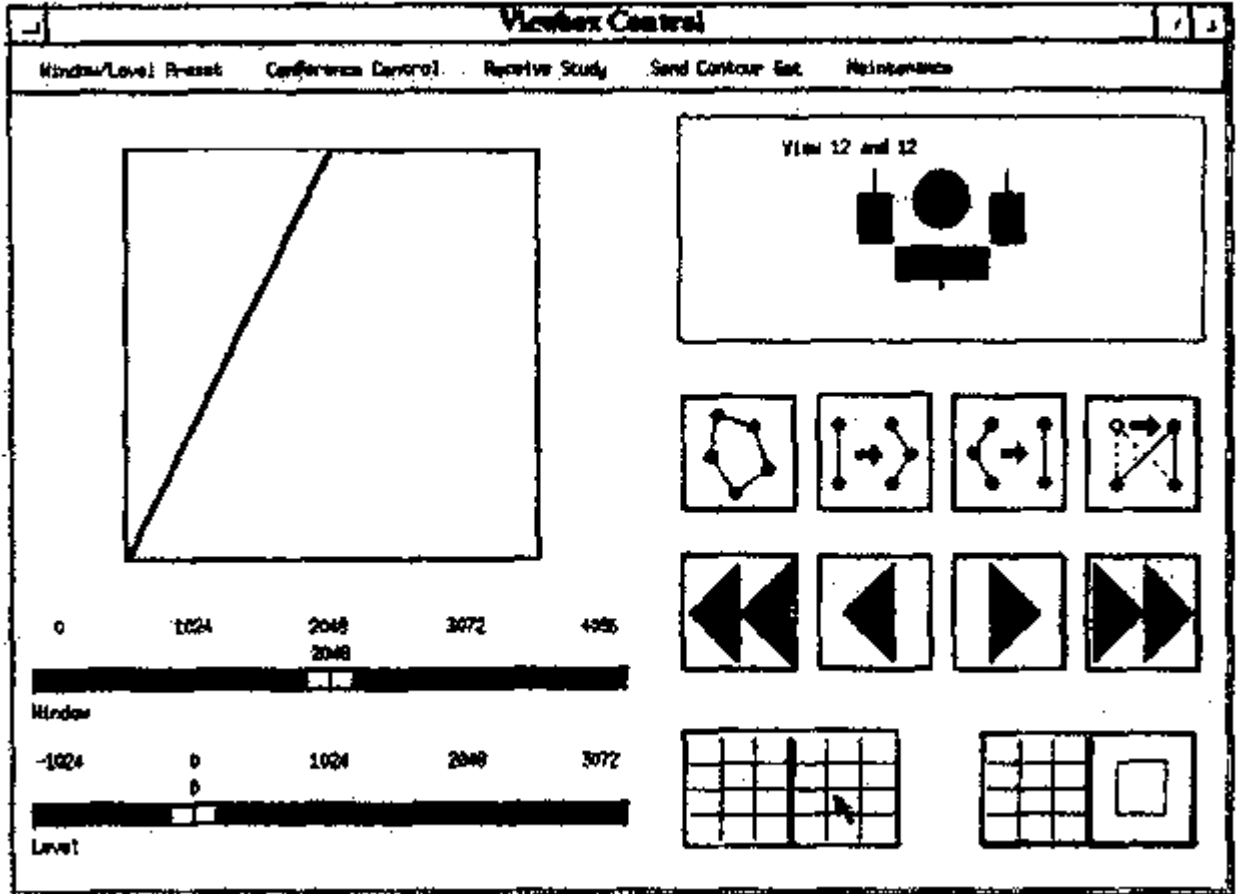 Viewbox Control
Window/Level Preset Conference Control Receive Study Send Contour Set Maintenance
View 12 and 12
0 1024 2048 3072 4096
2048
Window
-1024 0 1024 2048 3072
0
Level